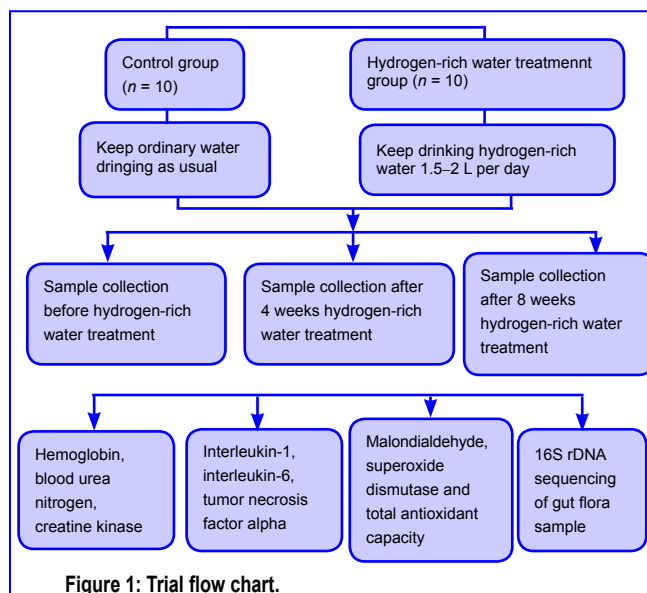 Control group
(n = 10)
Hydrogen-rich water treatmennt
group (n = 10)
Keep ordinary water
dringing as usual
Keep drinking hydrogen-rich
water 1.5–2 L per day
Sample collection
before hydrogen-rich
water treatment
Sample collection after
4 weeks hydrogen-rich
water treatment
Sample collection
after 8 weeks
hydrogen-rich water
treatment
Hemoglobin,
blood urea
nitrogen,
creatine kinase
Interleukin-1,
interleukin-6,
tumor necrosis
factor alpha
Malondialdehyde,
superoxide
dismutase and
total antioxidant
capacity
16S rDNA
sequencing
of gut flora
sample
Figure 1: Trial flow chart.